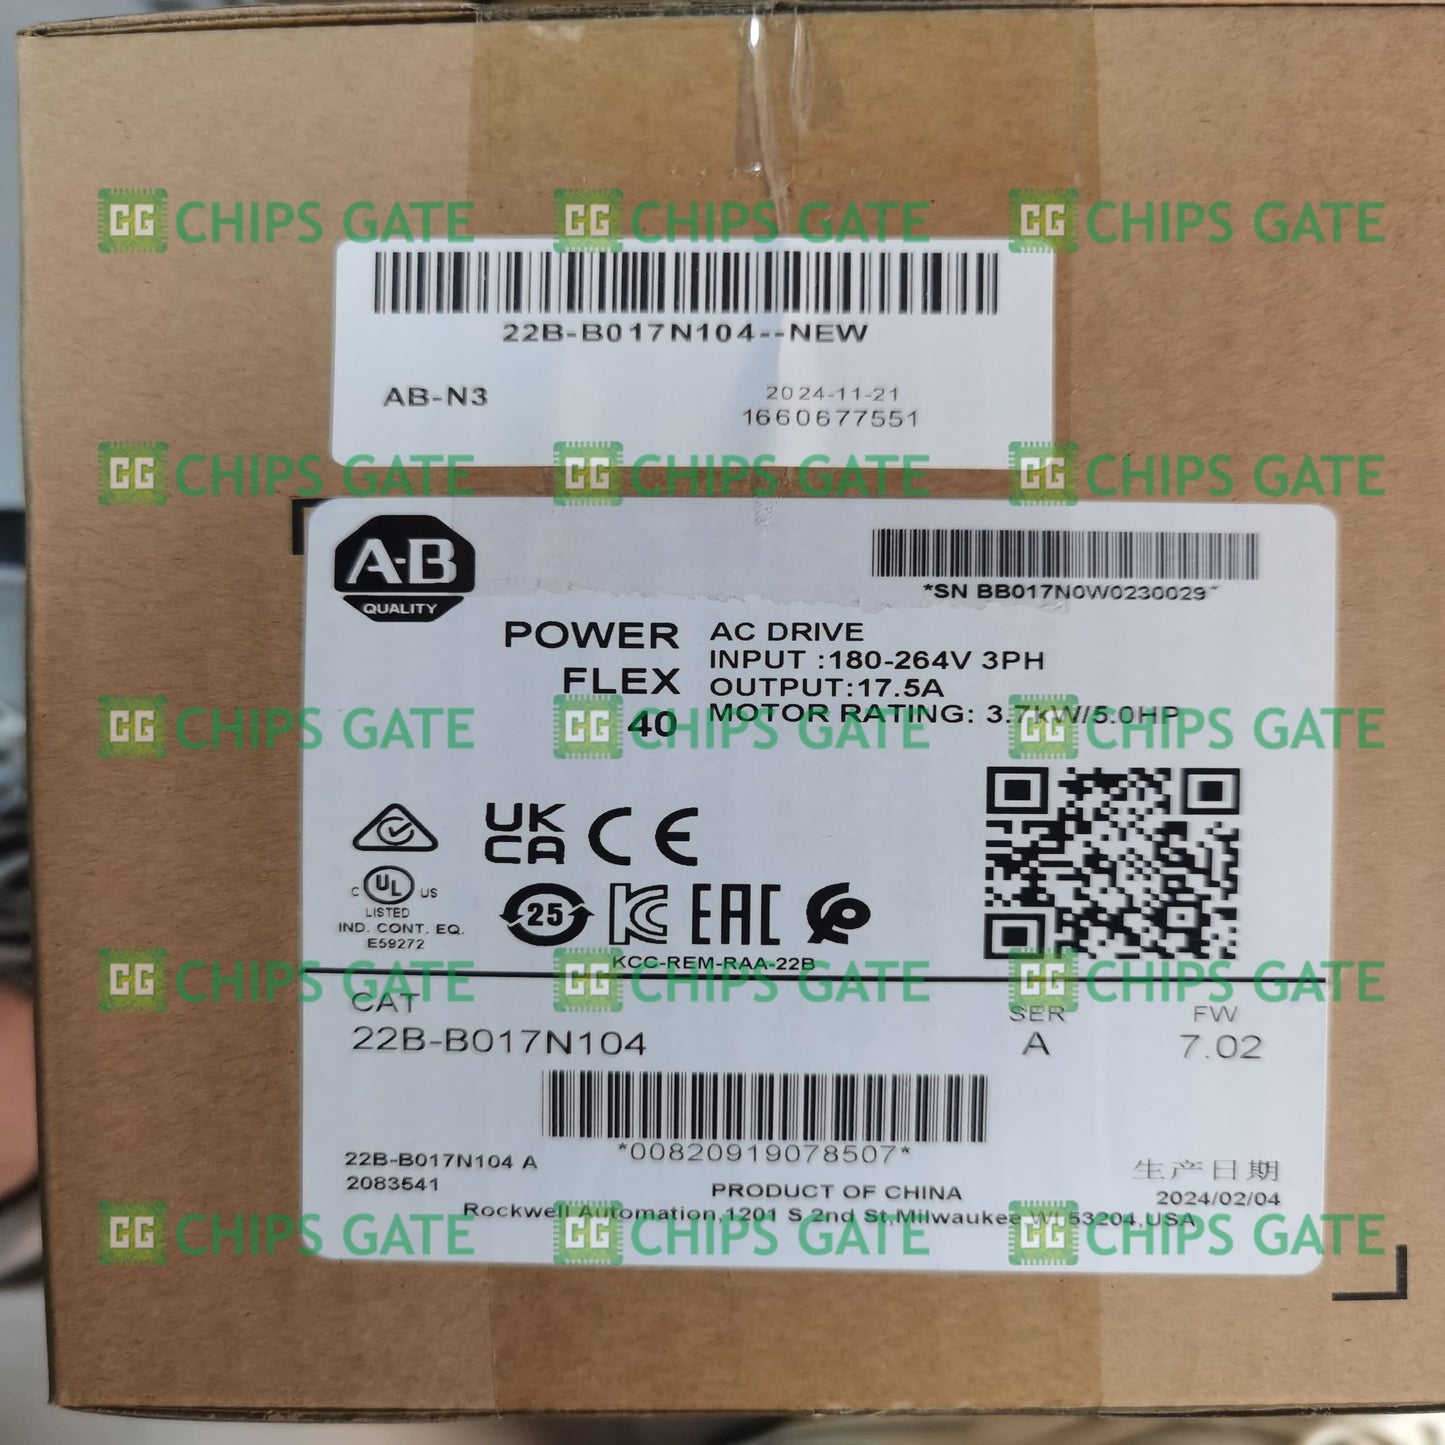 CG CHIPS GATE CG CHIPS GATE CG CHIPS GATE
22B-B017N104--NEW
AB-N3
2024-11-21
1660677551
CG CHIPS GATE CG CHIPS GATE CG CHIPS GATE
A-B
QUALITY
*SN BB017N0W0230029*
POWER
FLEX
40
AC DRIVE
INPUT :180-264V 3PH
OUTPUT:17.5A
MOTOR RATING: 3.7kW/5.0HP
CG CHIPS GATE CG CHIPS GATE CG CHIPS GATE
UK
CA
CE
C UL US
LISTED
IND. CONT. EQ.
E59272
25
KC
EAC
KCC-REM-RAA-22B
CG CHIPS GATE CG CHIPS GATE CG CHIPS GATE
CAT
22B-B017N104
SER
A
FW
7.02
*00820919078507*
22B-B017N104 A
2083541
生产日期
2024/02/04
PRODUCT OF CHINA
Rockwell Automation,1201 S 2nd St,Milwaukee WI 53204,USA
CG CHIPS GATE CG CHIPS GATE CG CHIPS GATE